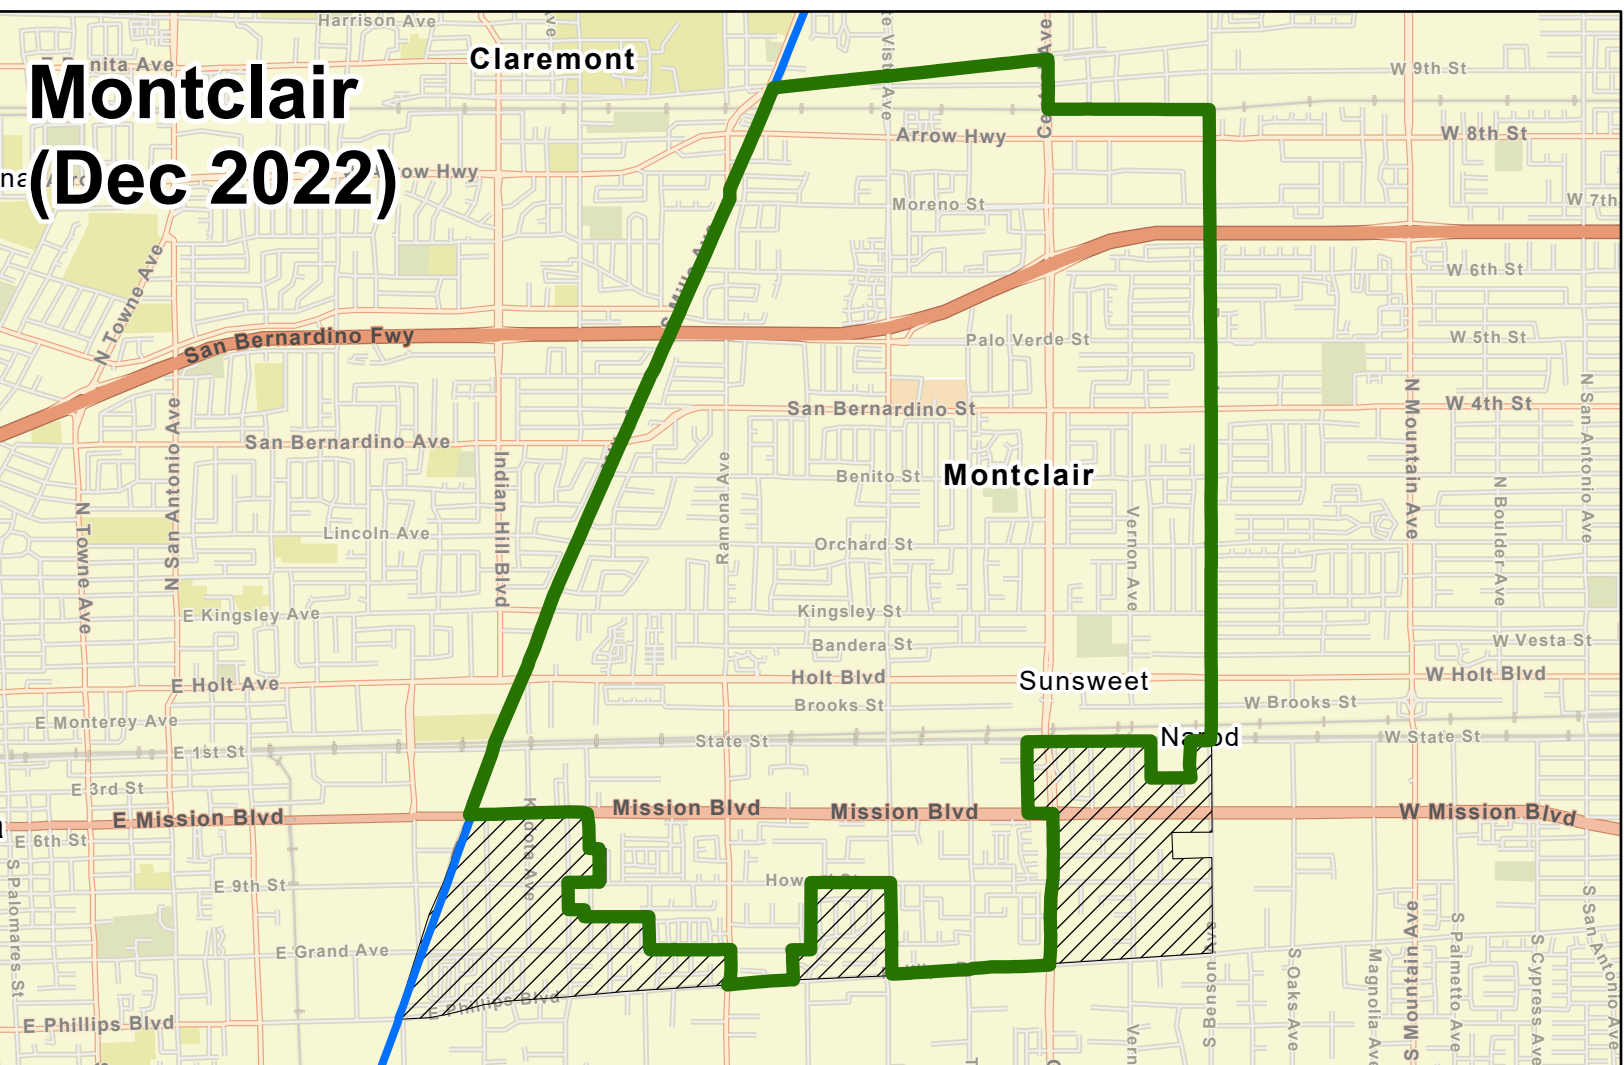 Harrison Ave
Claremont
Montclair
(Dec 2022)
W 9th St
Arrow Hwy
W 8th St
Moreno St
W 7th
W 6th St
N Towne Ave
San Bernardino Fwy
Palo Verde St
W 5th St
San Bernardino St
W 4th St
San Bernardino Ave
N San Antonio Ave
Indian Hill Blvd
Ramona Ave
Benito St
Montclair
N Mountain Ave
N San Antonio Ave
N Boulder Ave
Vernon Ave
N Towne Ave
Lincoln Ave
Orchard St
E Kingsley Ave
Kingsley St
Bandera St
W Vesta St
E Holt Ave
Holt Blvd
Sunsweet
W Holt Blvd
E Monterey Ave
Brooks St
W Brooks St
E 1st St
State St
Narod
W State St
E 3rd St
E Mission Blvd
Mission Blvd
Mission Blvd
W Mission Blvd
E 6th St
S Palomares St
E 9th St
E Grand Ave
E Phillips Blvd
E Phillips Blvd
S Benson Ave
S Oaks Ave
Magnolia Av
S Mountain Ave
S Palmetto Ave
S Cypress Ave
S San Antonio Ave
Vern